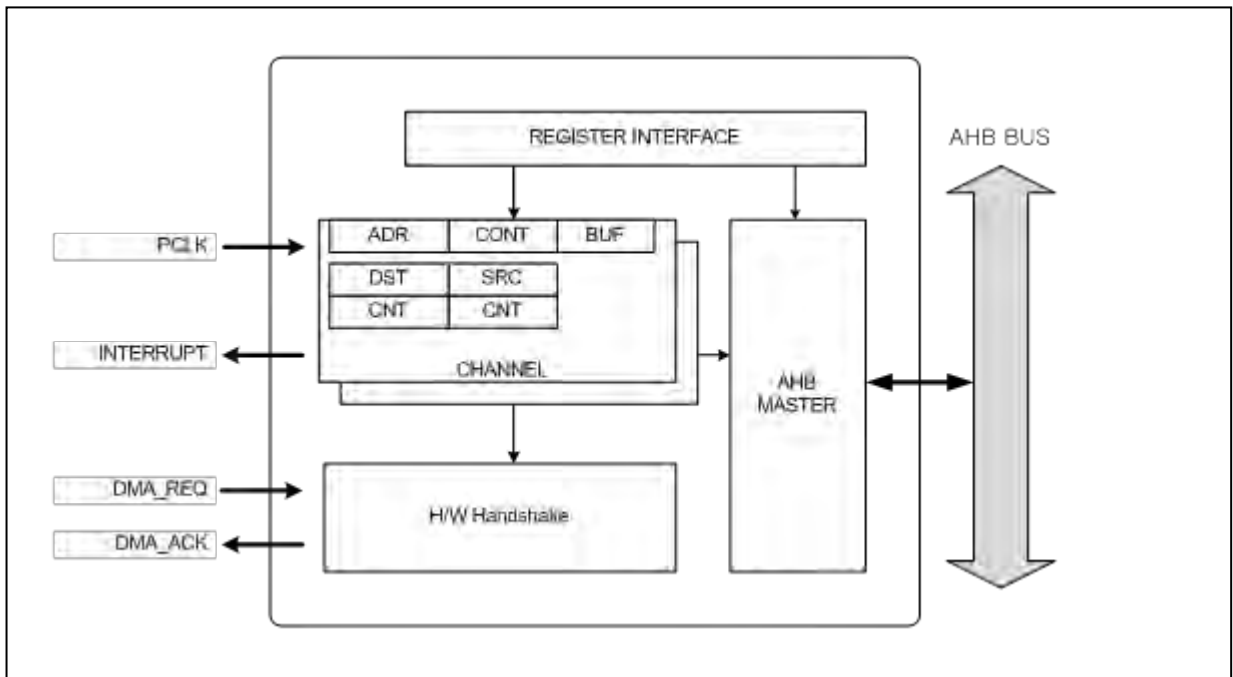 REGISTER INTERFACE
AHB BUS
PCLK
ADR CONT BUF
DST SRC
CNT CNT
INTERRUPT
CHANNEL
AHB
MASTER
DMA_REQ
H/W Handshake
DMA_ACK